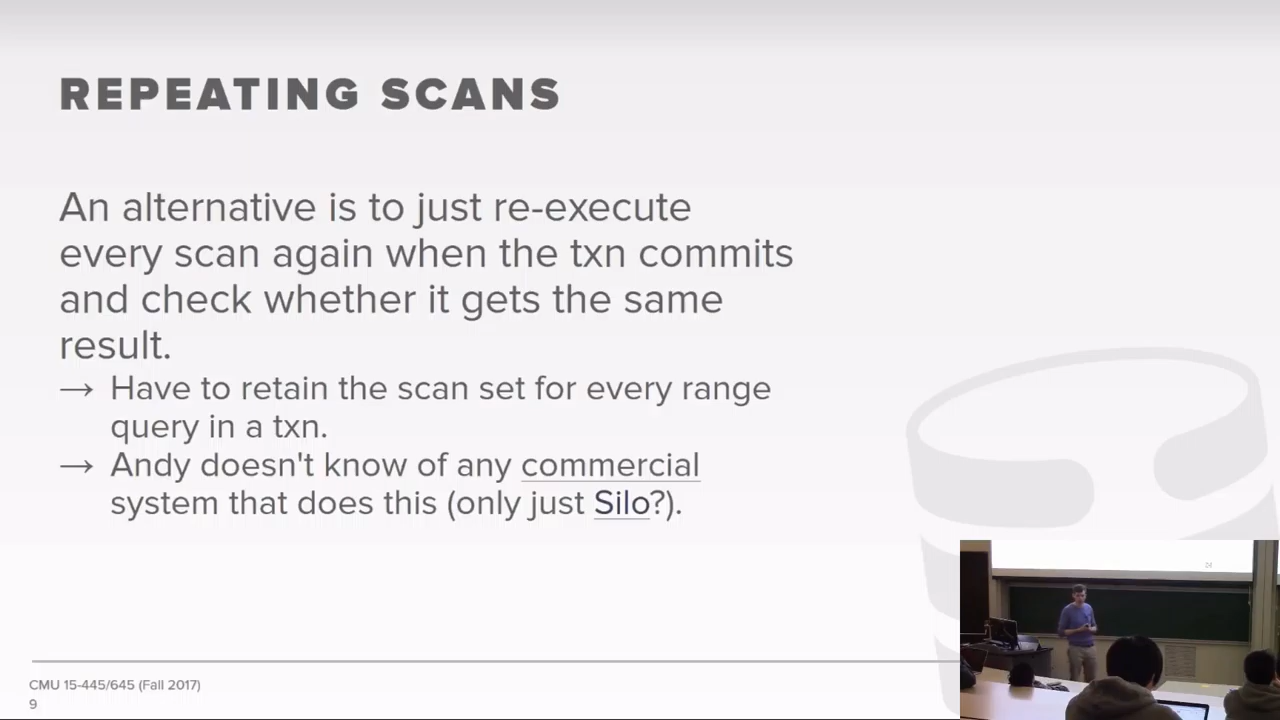 REPEATING SCANS
An alternative is to just re-execute
every scan again when the txn commits
and check whether it gets the same
result.
→ Have to retain the scan set for every range
query in a txn.
→ Andy doesn't know of any commercial
system that does this (only just Silo?).
CMU 15-445/645 (Fall 2017)
9